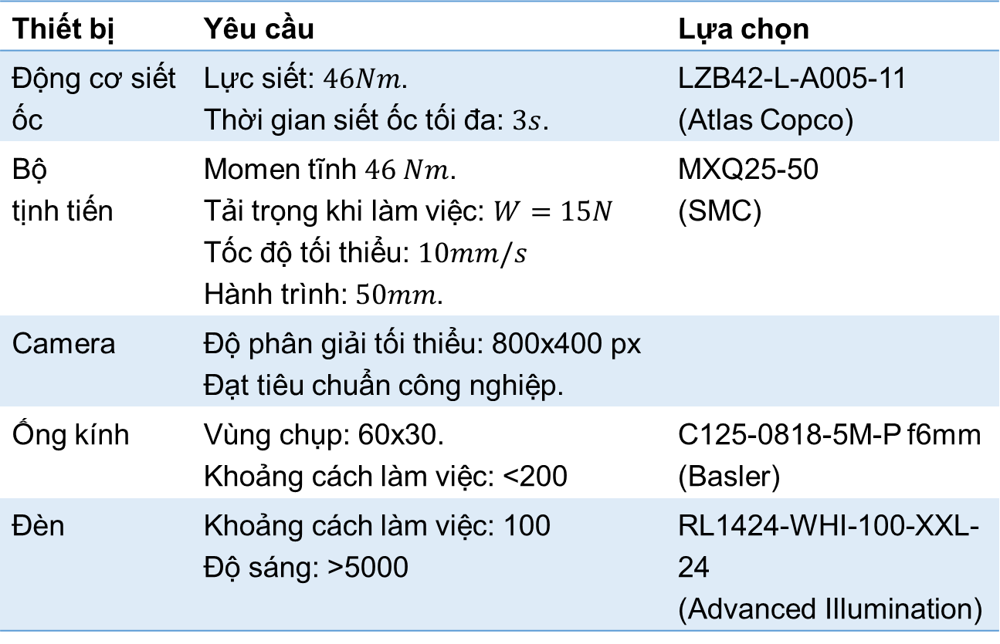 Thiết bị Yêu cầu Lựa chọn
Động cơ siết Lực siết: 46Nm. LZB42-L-A005-11
ốc Thời gian siết ốc tối đa: 3s. (Atlas Copco)
Bộ Momen tĩnh 46 Nm. MXQ25-50
tịnh tiến Tải trọng khi làm việc: W = 15N (SMC)
Tốc độ tối thiểu: 10mm/s
Hành trình: 50mm.
Camera Độ phân giải tối thiểu: 800x400 px
Đạt tiêu chuẩn công nghiệp.
Ống kính Vùng chụp: 60x30. C125-0818-5M-P f6mm
Khoảng cách làm việc: <200 (Basler)
Đèn Khoảng cách làm việc: 100 RL1424-WHI-100-XXL-
Độ sáng: >5000 24
(Advanced Illumination)